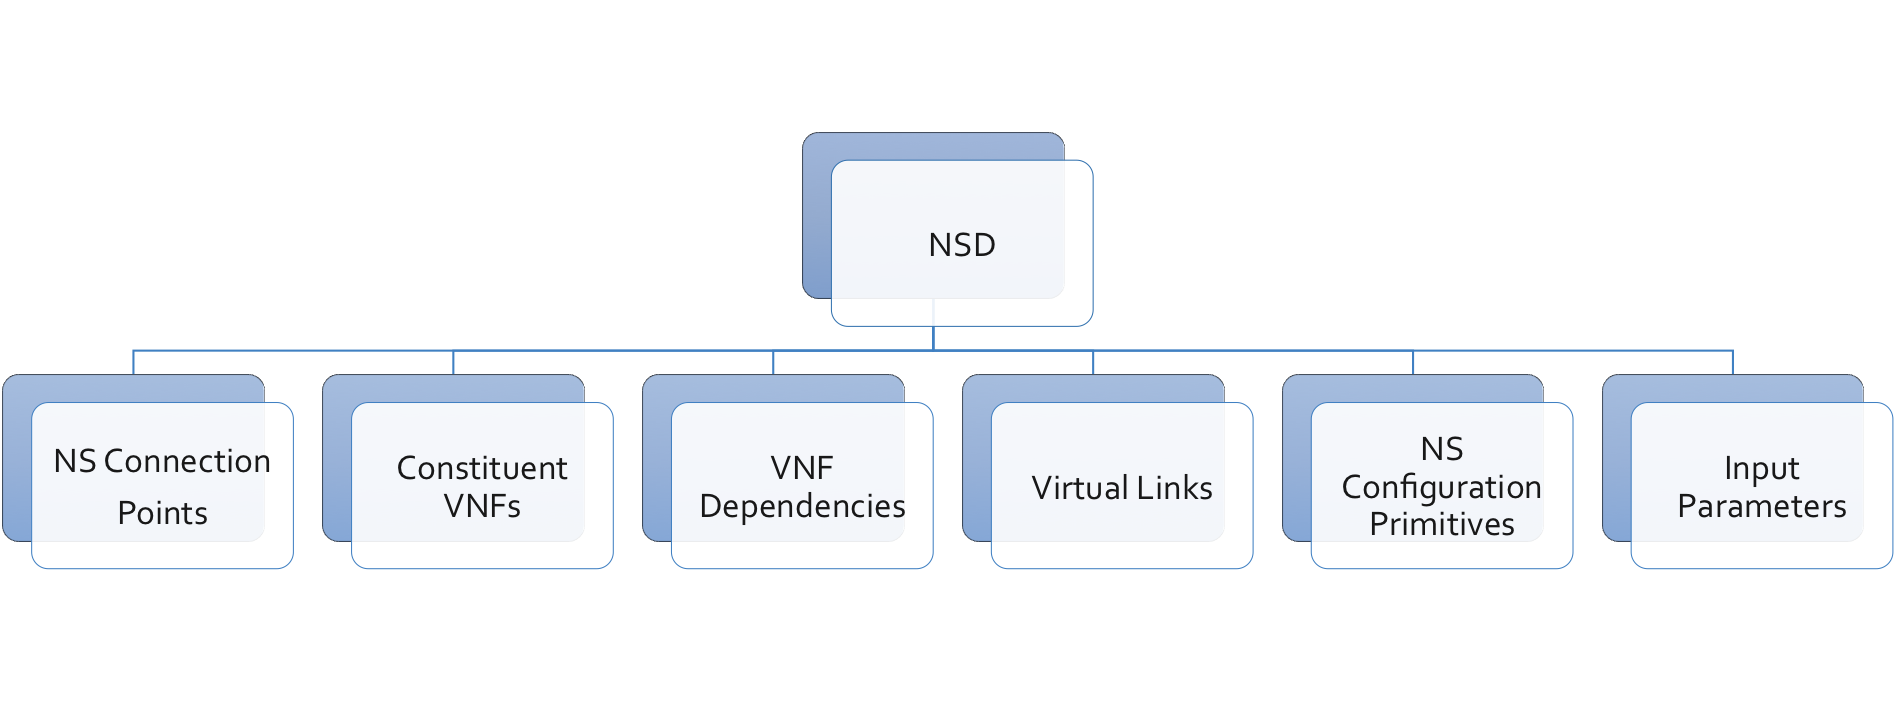 NSD
NS Connection
Points
Constituent
VNFs
VNF
Dependencies
Virtual Links
NS
Configuration
Primitives
Input
Parameters